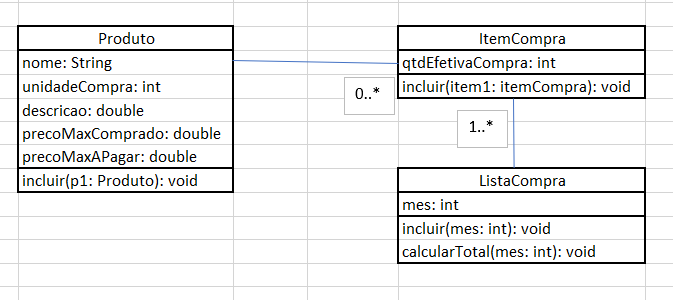 Produto
nome: String
unidadeCompra: int
descricao: double
precoMaxComprado: double
precoMaxAPagar: double
incluir(p1: Produto): void
ItemCompra
qtdEfetivaCompra: int
incluir(item1: itemCompra): void
0..*
1..*
ListaCompra
mes: int
incluir(mes: int): void
calcularTotal(mes: int): void